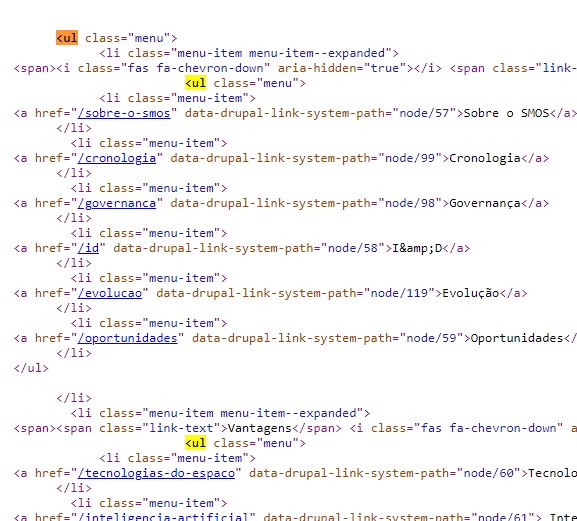 <ul class="menu">
<li class="menu-item menu-item--expanded">
<span><i class="fas fa-chevron-down" aria-hidden="true"></i> <span class="link-
<ul class="menu">
<li class="menu-item">
<a href="/sobre-o-smos" data-drupal-link-system-path="node/57">Sobre o SMOS</a>
</li>
<li class="menu-item">
<a href="/cronologia" data-drupal-link-system-path="node/99">Cronologia</a>
</li>
<li class="menu-item">
<a href="/governanca" data-drupal-link-system-path="node/98">Governança</a>
</li>
<li class="menu-item">
<a href="/id" data-drupal-link-system-path="node/58">I&amp;D</a>
</li>
<li class="menu-item">
<a href="/evolucao" data-drupal-link-system-path="node/119">Evolução</a>
</li>
<li class="menu-item">
<a href="/oportunidades" data-drupal-link-system-path="node/59">Oportunidades</
</li>
</ul>
</li>
<li class="menu-item menu-item--expanded">
<span><span class="link-text">Vantagens</span> <i class="fas fa-chevron-down" a
<ul class="menu">
<li class="menu-item">
<a href="/tecnologias-do-espaco" data-drupal-link-system-path="node/60">Tecnolo
</li>
<li class="menu-item">
<a href="/inteligencia-artificial" data-drupal-link-system-path="node/61"> Inte